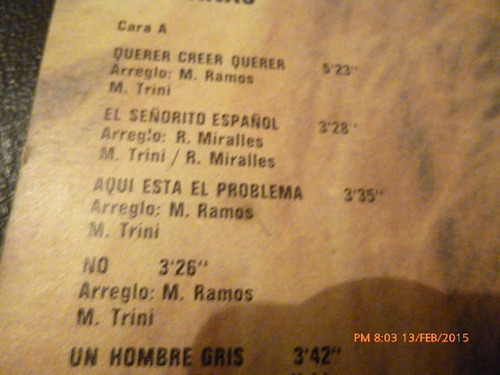 Cara A
QUERER CREER QUERER 5'23"
Arreglo: M. Ramos
M. Trini
EL SEÑORITO ESPAÑOL 3'28"
Arreglo: R. Miralles
M. Trini / R. Miralles
AQUI ESTA EL PROBLEMA 3'35"
Arreglo: M. Ramos
M. Trini
NO 3'26"
Arreglo: M. Ramos
M. Trini
UN HOMBRE GRIS 3'42"
PM 8:03 13/FEB/2015